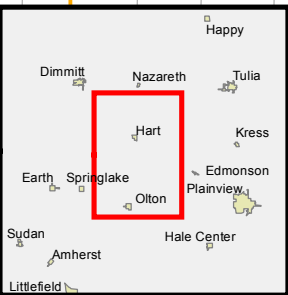 Happy
Dimmitt
Nazareth
Tulia
Hart
Kress
Earth
Springlake
Edmonson
Plainview
Olton
Sudan
Hale Center
Amherst
Littlefield